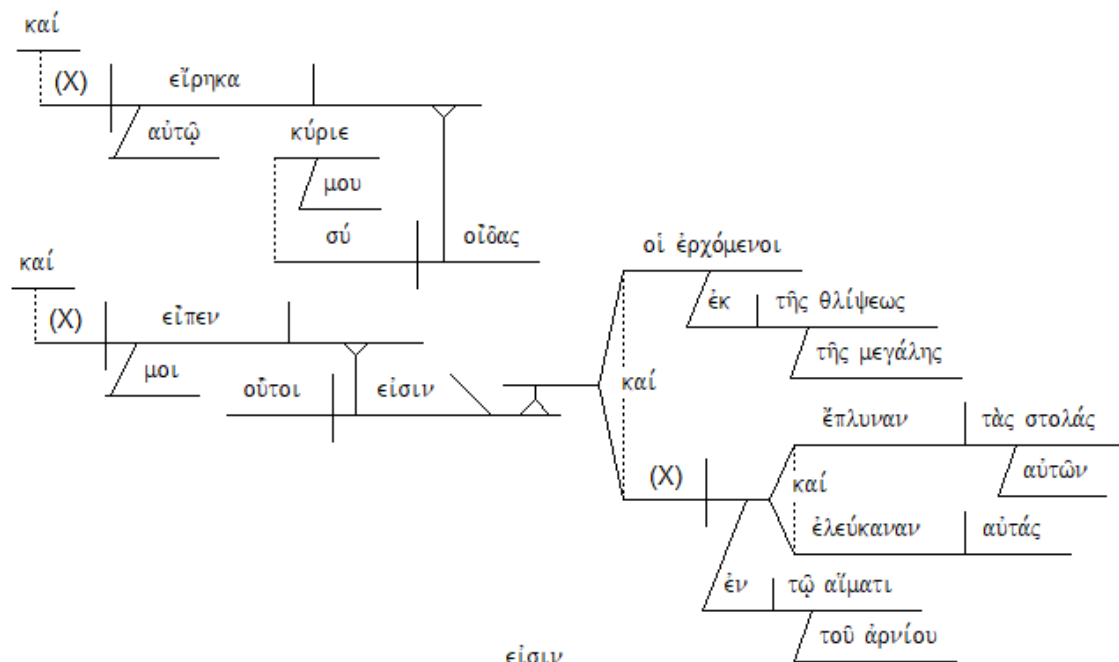 καί
(X) εἴρηκα
αὐτῷ κύριε
μου
σύ οἶδας
καί
(X) εἶπεν
μοι
οὗτοι εἰσιν
οἱ ἐρχόμενοι
ἐκ τῆς θλίψεως
τῆς μεγάλης
καί
(X)
ἔπλυναν τὰς στολάς
αὐτῶν
καί
ἐλεύκαναν αὐτάς
ἐν τῷ αἵματι
τοῦ ἀρνίου
εἰσιν